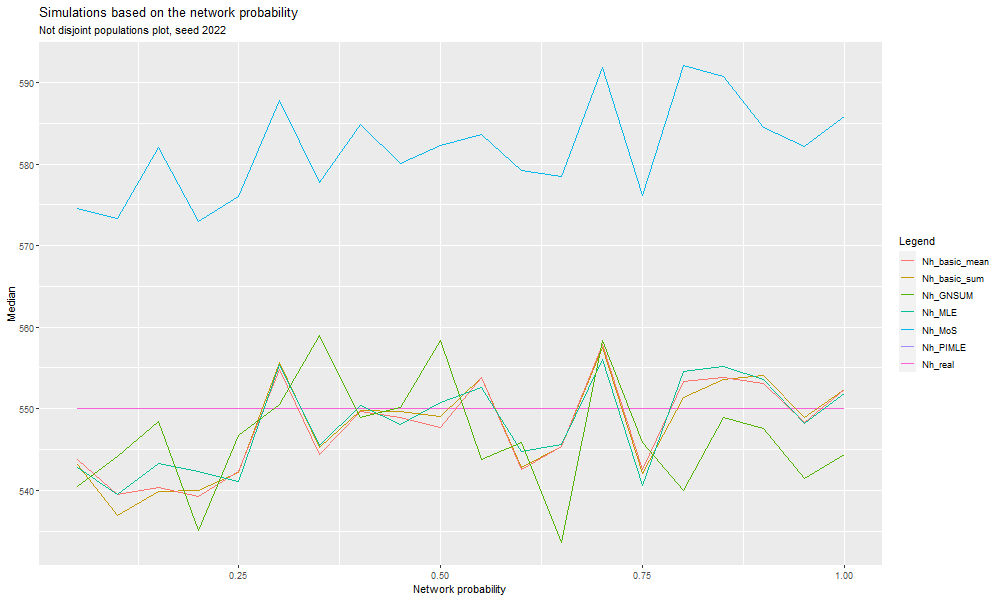 Simulations based on the network probability
Not disjoint populations plot, seed 2022
Median
590
580
570
560
550
540
0.25
0.50
0.75
1.00
Network probability
Legend
Nh_basic_mean
Nh_basic_sum
Nh_GNSUM
Nh_MLE
Nh_MoS
Nh_PIMLE
Nh_real